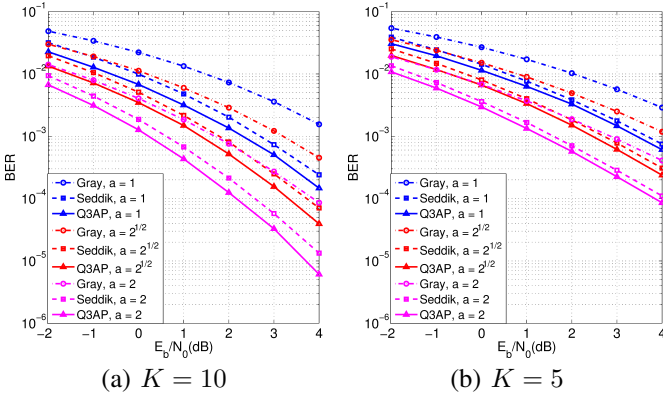 10^{-1}
10^{-2}
10^{-3}
10^{-4}
10^{-5}
10^{-6}
BER
Gray, a = 1
Seddik, a = 1
Q3AP, a = 1
Gray, a = 2^{1/2}
Seddik, a = 2^{1/2}
Q3AP, a = 2^{1/2}
Gray, a = 2
Seddik, a = 2
Q3AP, a = 2
−2 −1 0 1 2 3 4
E_b/N_0(dB)
(a) K = 10
10^{-1}
10^{-2}
10^{-3}
10^{-4}
10^{-5}
10^{-6}
BER
Gray, a = 1
Seddik, a = 1
Q3AP, a = 1
Gray, a = 2^{1/2}
Seddik, a = 2^{1/2}
Q3AP, a = 2^{1/2}
Gray, a = 2
Seddik, a = 2
Q3AP, a = 2
−2 −1 0 1 2 3 4
E_b/N_0(dB)
(b) K = 5